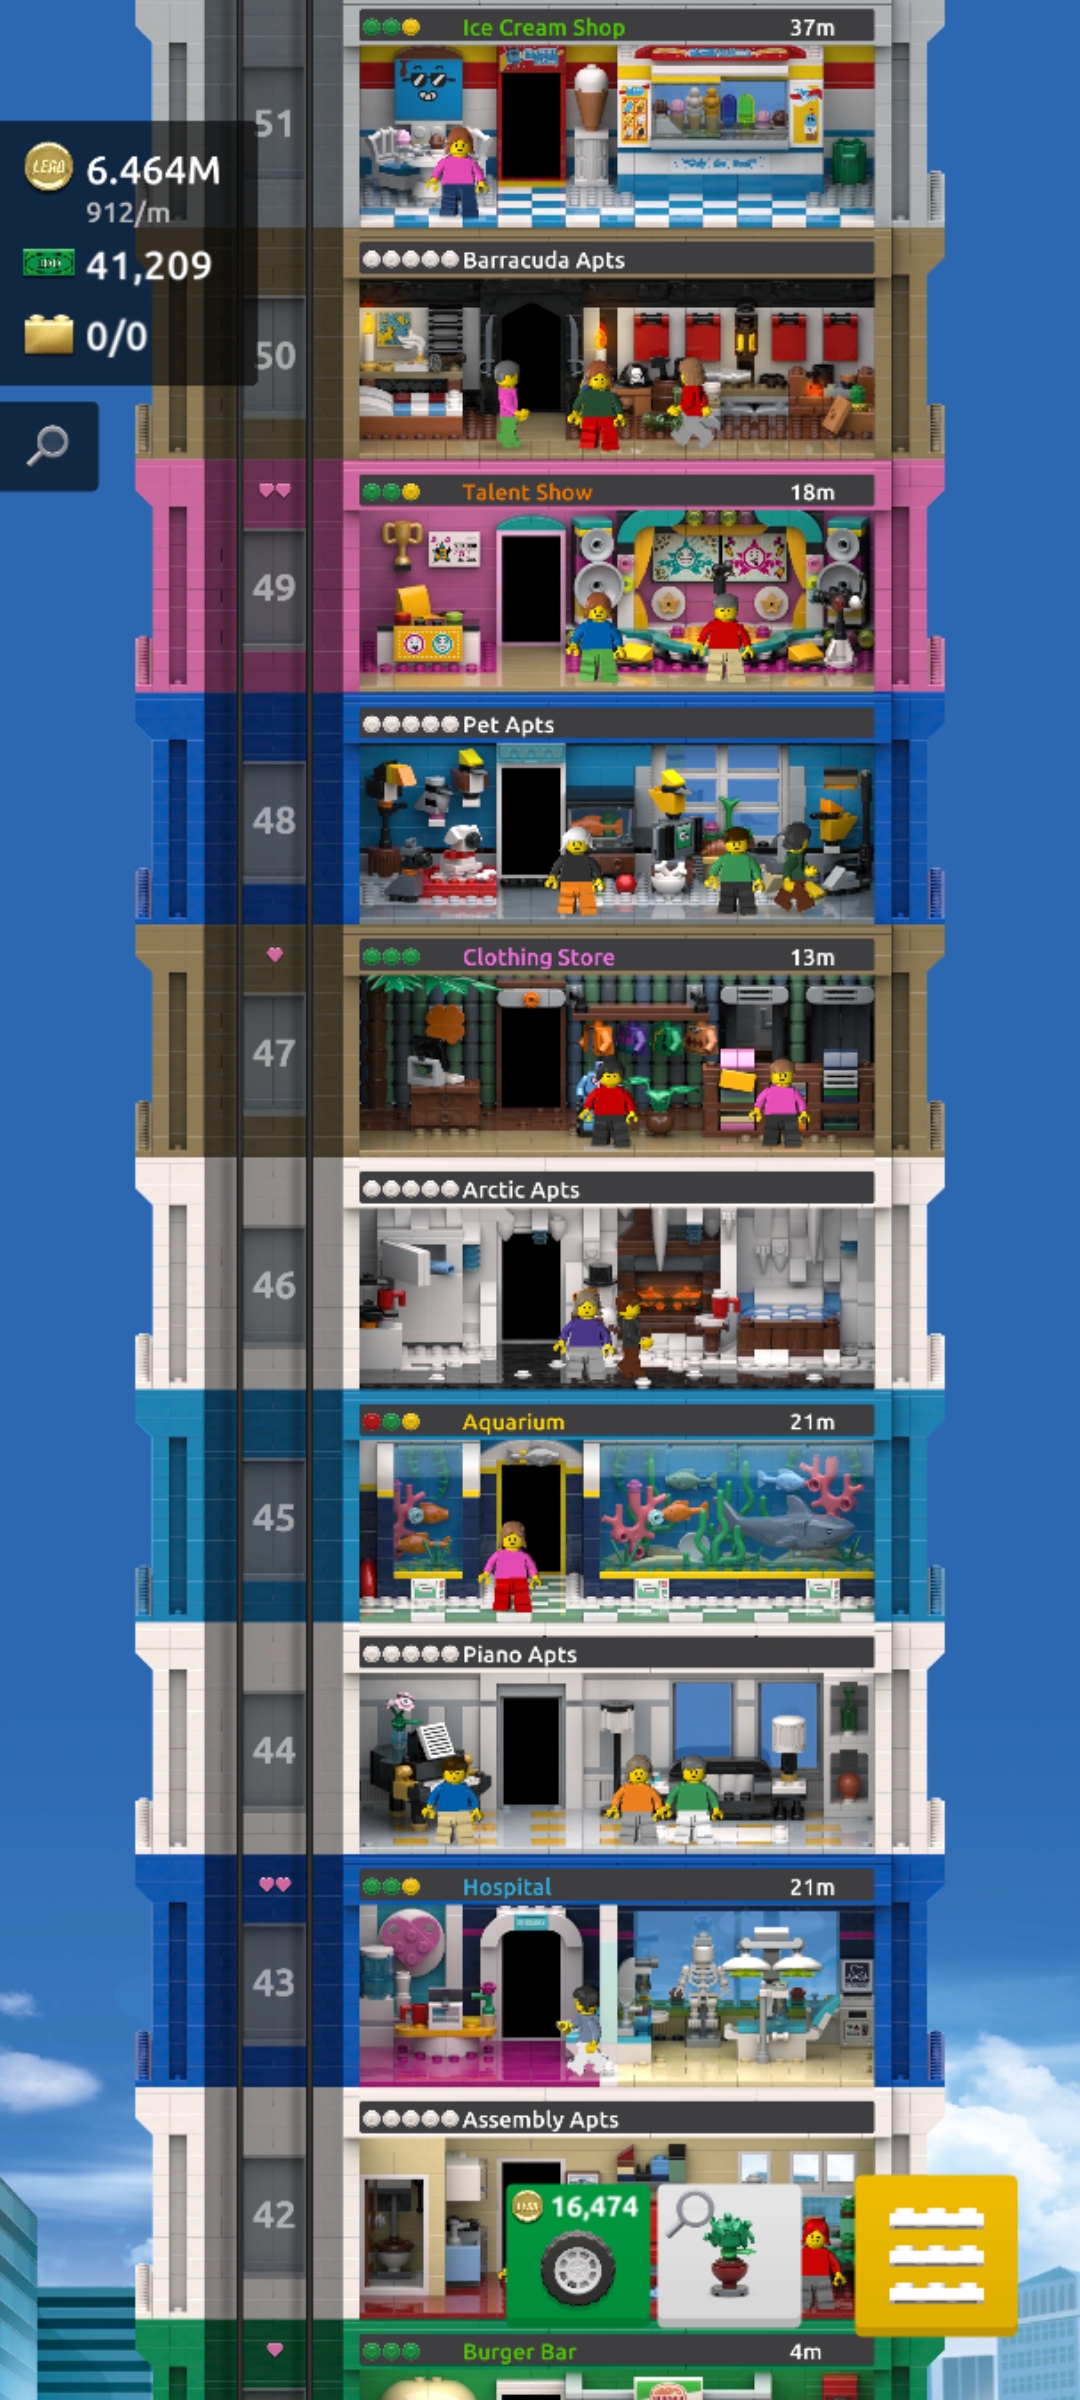 Ice Cream Shop 37m
51
6.464M
912/m
41,209
0/0
Barracuda Apts
50
Talent Show 18m
49
Pet Apts
48
Clothing Store 13m
47
Arctic Apts
46
Aquarium 21m
45
Piano Apts
44
Hospital 21m
43
Assembly Apts
42
16,474
Burger Bar 4m